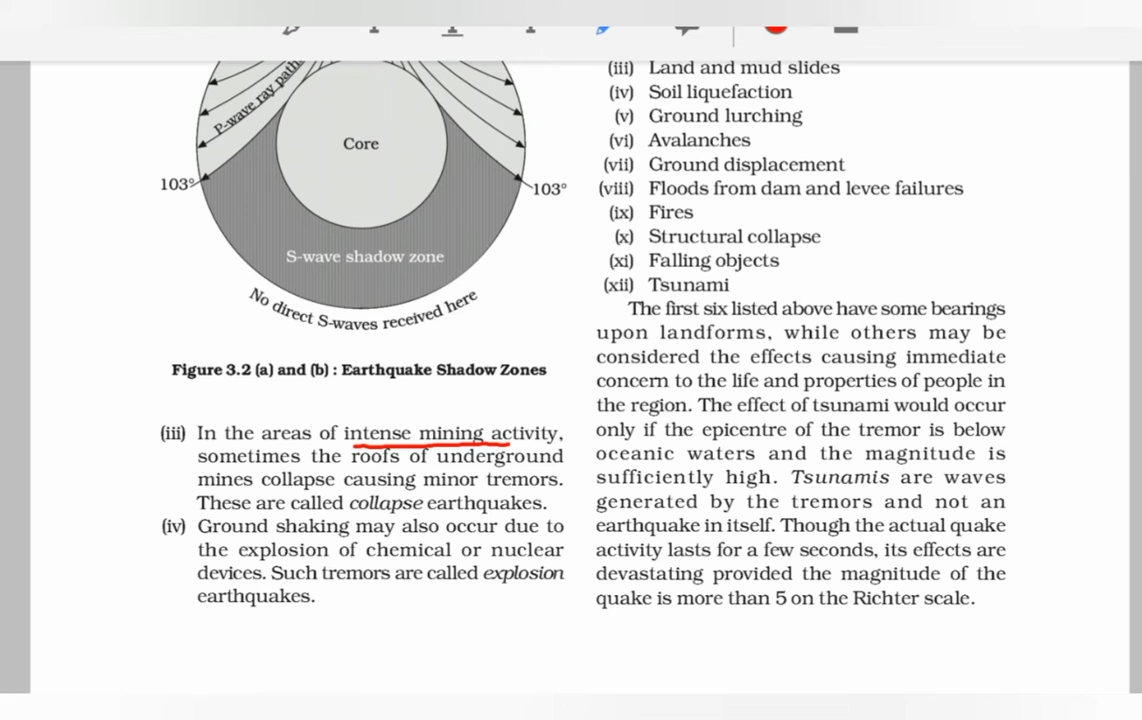 P-wave ray path
Core
103°
103°
S-wave shadow zone
No direct S-waves received here
Figure 3.2 (a) and (b) : Earthquake Shadow Zones
(iii) In the areas of intense mining activity,
sometimes the roofs of underground
mines collapse causing minor tremors.
These are called collapse earthquakes.
(iv) Ground shaking may also occur due to
the explosion of chemical or nuclear
devices. Such tremors are called explosion
earthquakes.
(iii) Land and mud slides
(iv) Soil liquefaction
(v) Ground lurching
(vi) Avalanches
(vii) Ground displacement
(viii) Floods from dam and levee failures
(ix) Fires
(x) Structural collapse
(xi) Falling objects
(xii) Tsunami
The first six listed above have some bearings
upon landforms, while others may be
considered the effects causing immediate
concern to the life and properties of people in
the region. The effect of tsunami would occur
only if the epicentre of the tremor is below
oceanic waters and the magnitude is
sufficiently high. Tsunamis are waves
generated by the tremors and not an
earthquake in itself. Though the actual quake
activity lasts for a few seconds, its effects are
devastating provided the magnitude of the
quake is more than 5 on the Richter scale.